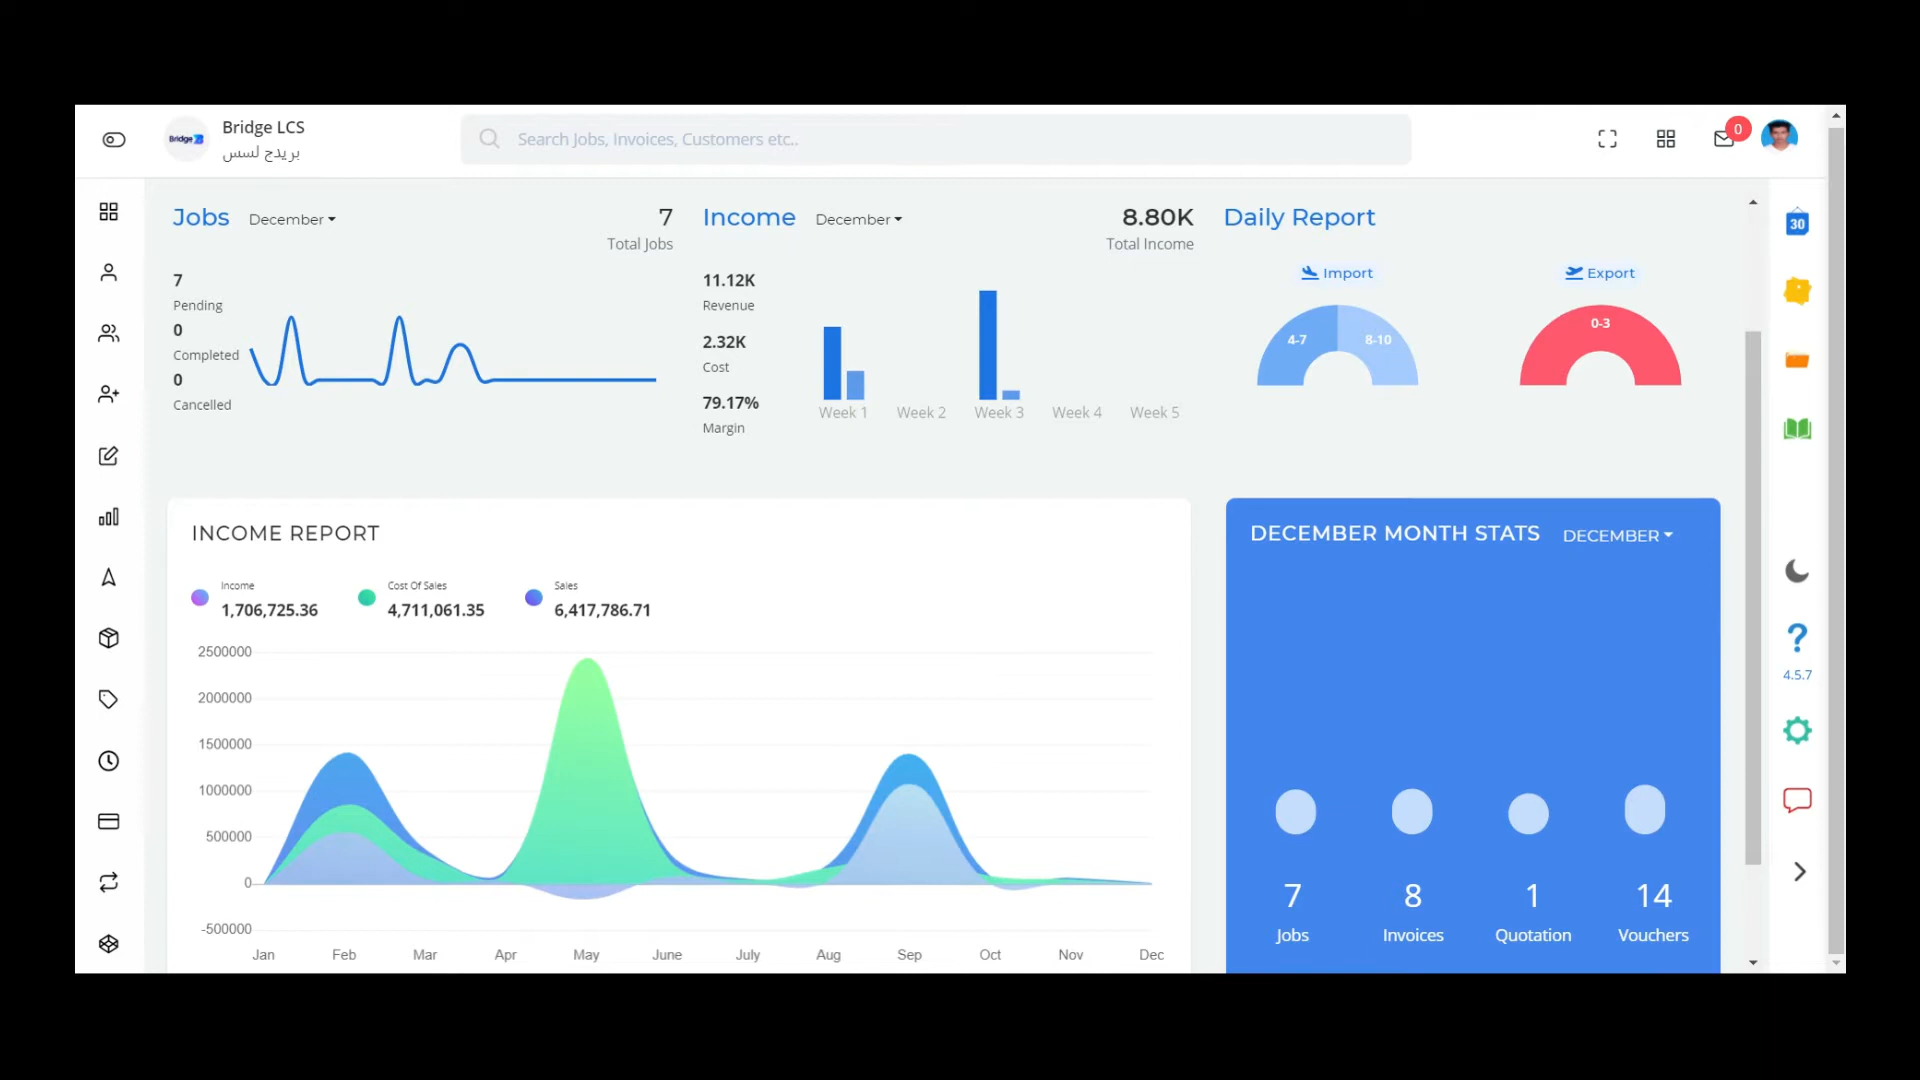 Bridge
Bridge LCS
بريدج لسس
Search Jobs, Invoices, Customers etc..
0
Jobs December
7
Total Jobs
7
Pending
0
Completed
0
Cancelled
Income December
8.80K
Total Income
11.12K
Revenue
2.32K
Cost
79.17%
Margin
Week 1 Week 2 Week 3 Week 4 Week 5
Daily Report
Import
4-7 8-10
Export
0-3
30
4.5.7
INCOME REPORT
Income
1,706,725.36
Cost Of Sales
4,711,061.35
Sales
6,417,786.71
2500000
2000000
1500000
1000000
500000
0
-500000
Jan Feb Mar Apr May June July Aug Sep Oct Nov Dec
DECEMBER MONTH STATS DECEMBER
7 8 1 14
Jobs Invoices Quotation Vouchers